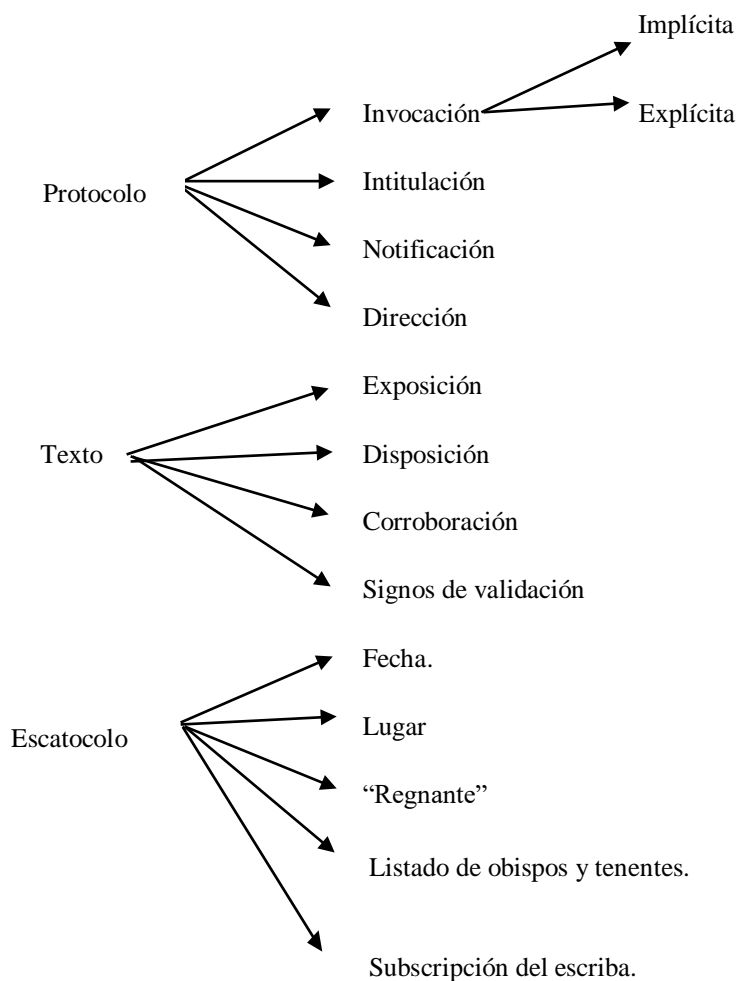 Implícita
Invocación
Explícita
Protocolo
Intitulación
Notificación
Dirección
Exposición
Texto
Disposición
Corroboración
Signos de validación
Fecha.
Escatocolo
Lugar
“Regnante”
Listado de obispos y tenentes.
Subscripción del escriba.